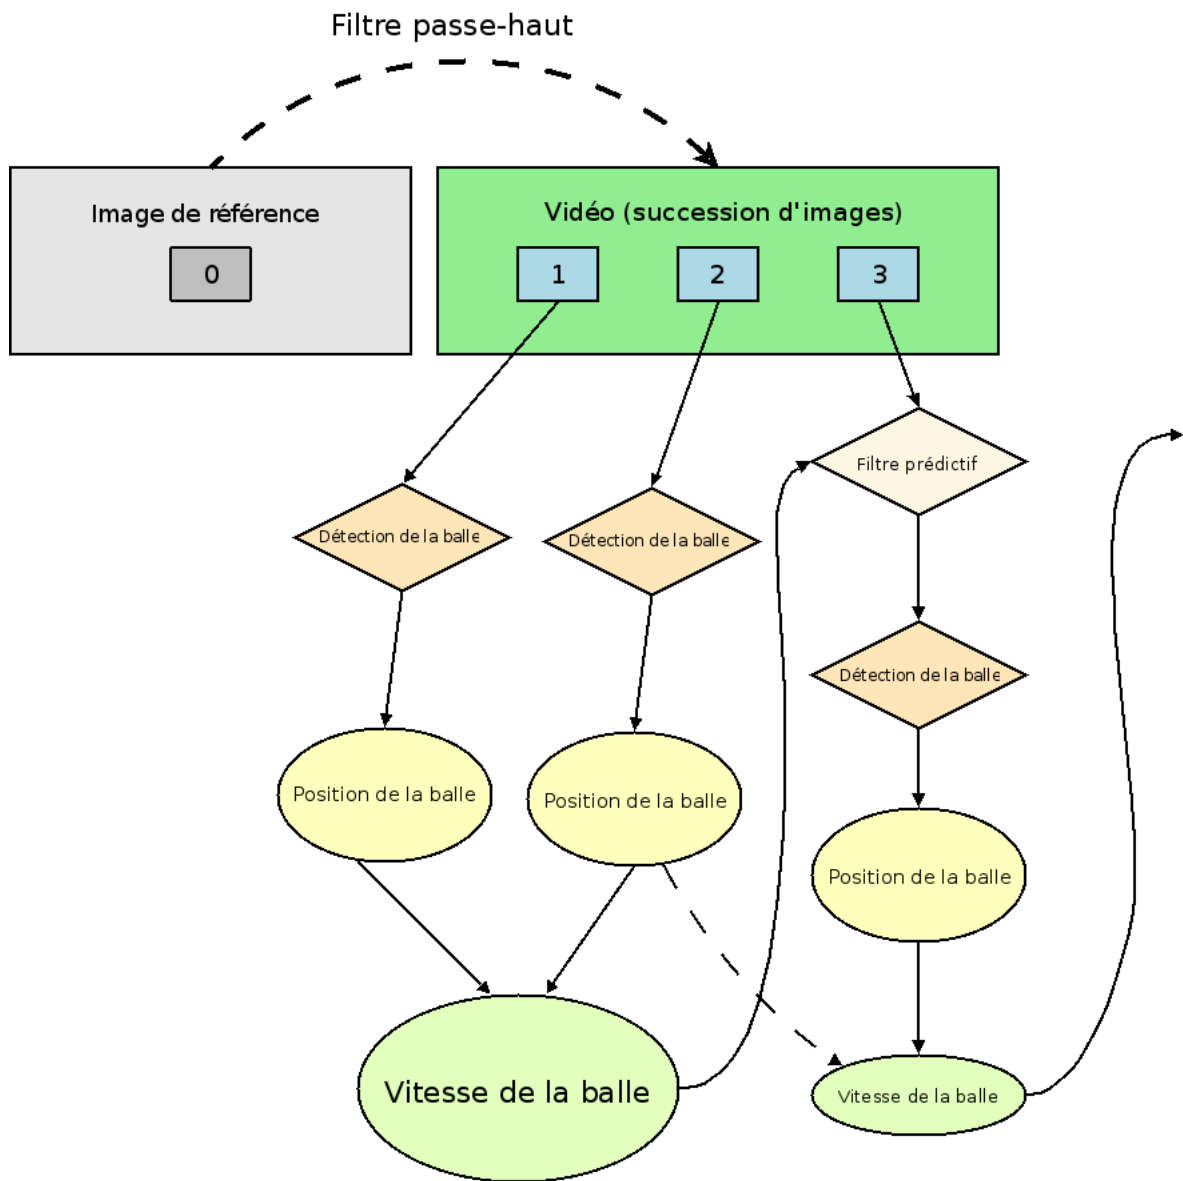 Filtre passe-haut
Image de référence
0
Vidéo (succession d'images)
1
2
3
Filtre prédictif
Détection de la balle
Détection de la balle
Détection de la balle
Position de la balle
Position de la balle
Position de la balle
Vitesse de la balle
Vitesse de la balle